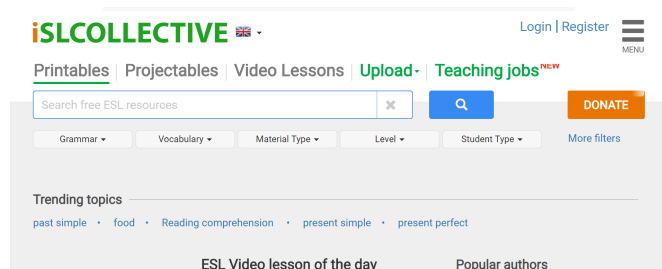 iSLCOLLECTIVE
Login | Register
MENU
Printables | Projectables | Video Lessons | Upload | Teaching jobs NEW
Search free ESL resources
DONATE
Grammar Vocabulary Material Type Level Student Type More filters
Trending topics
past simple • food • Reading comprehension • present simple • present perfect
ESL Video lesson of the day Popular authors